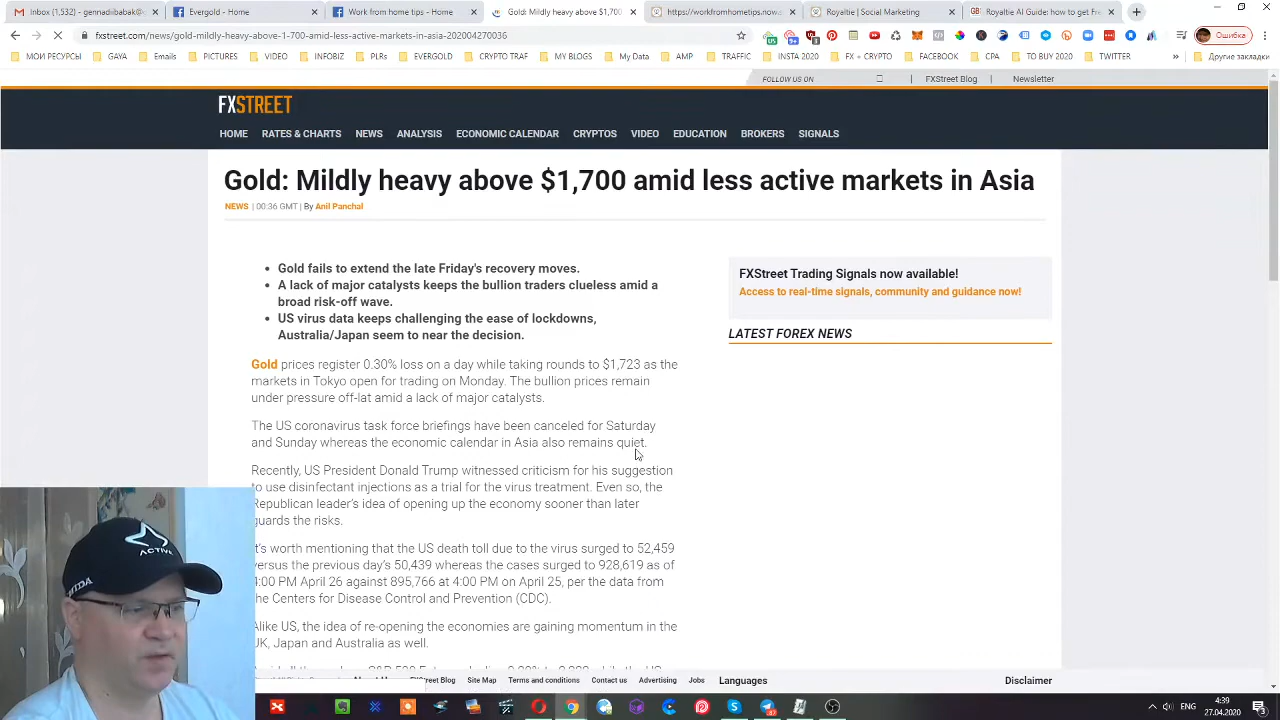 Inbox (1,532) - gennadibabak@
Evergold - Home
(2) Facebook
Gold: Mildly heavy above $1,700
https://workfromhometips.now
Royaltie | Social Marketing
Royaltie AI Guide: how to get Fre
fxstreet.com/news/gold-mildly-heavy-above-1-700-amid-less-active-markets-in-asia-202004270036
Ошибка
МОИ РЕСУРСЫ
GAYA
Emails
PICTURES
VIDEO
INFOBIZ
PLRs
EVERGOLD
CRYPTO TRAF
MY BLOGS
My Data
AMP
TRAFFIC
INSTA 2020
FX + CRYPTO
CPA
TO BUY 2020
TWITTER
»
Другие закладки
FOLLOW US ON
FXStreet Blog
Newsletter
FXSTREET
HOME
RATES & CHARTS
NEWS
ANALYSIS
ECONOMIC CALENDAR
CRYPTOS
VIDEO
EDUCATION
BROKERS
SIGNALS
Gold: Mildly heavy above $1,700 amid less active markets in Asia
NEWS | 00:36 GMT | By Anil Panchal
• Gold fails to extend the late Friday's recovery moves.
• A lack of major catalysts keeps the bullion traders clueless amid a
broad risk-off wave.
• US virus data keeps challenging the ease of lockdowns,
Australia/Japan seem to near the decision.
Gold prices register 0.30% loss on a day while taking rounds to $1,723 as the
markets in Tokyo open for trading on Monday. The bullion prices remain
under pressure off-lat amid a lack of major catalysts.
The US coronavirus task force briefings have been canceled for Saturday
and Sunday whereas the economic calendar in Asia also remains quiet.
Recently, US President Donald Trump witnessed criticism for his suggestion
to use disinfectant injections as a trial for the virus treatment. Even so, the
Republican leader's idea of opening up the economy sooner than later
guards the risks.
It's worth mentioning that the US death toll due to the virus surged to 52,459
versus the previous day's 50,439 whereas the cases surged to 928,619 as of
4:00 PM April 26 against 895,766 at 4:00 PM on April 25, per the data from
the Centers for Disease Control and Prevention (CDC).
Alike US, the idea of re-opening the economies are gaining momentum in the
UK, Japan and Australia as well.
FXStreet Trading Signals now available!
Access to real-time signals, community and guidance now!
LATEST FOREX NEWS
FXStreet Blog
Site Map
Terms and conditions
Contact us
Advertising
Jobs
Languages
Disclaimer
ACTIVE
4:39
27.04.2020